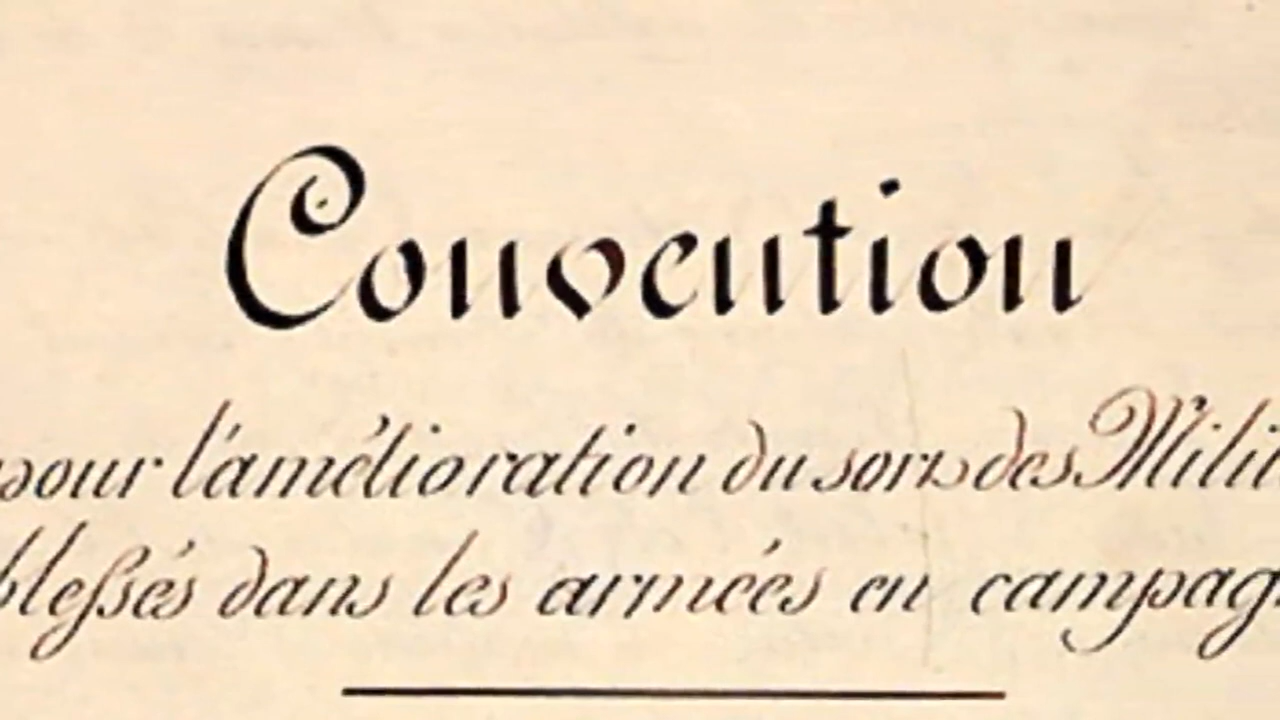 Convention
pour l'amélioration du sort des Milit
blessés dans les armées en campag